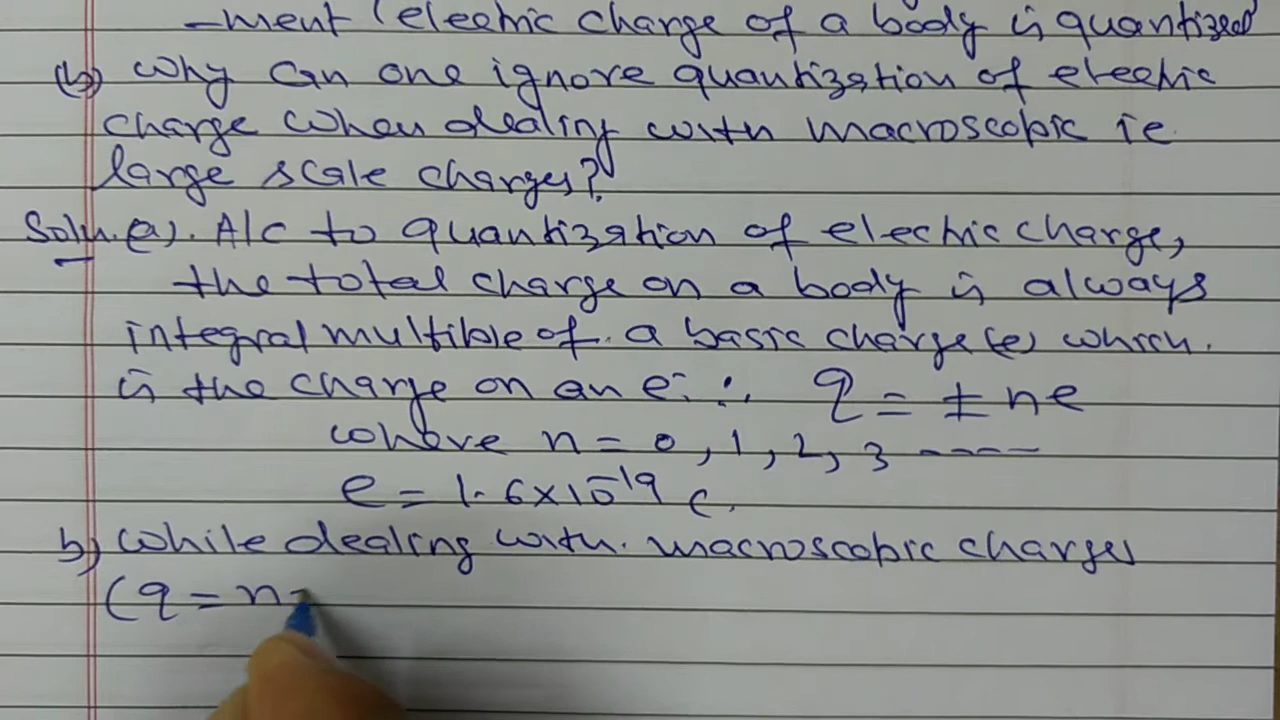 -ment (electric charge of a body is quantized
(b) Why can one ignore quantization of electric
charge when dealing with macroscopic ie.
large scale charges?
Soln. (a). A/c to quantization of electric charge,
the total charge on a body is always
integral multiple of a basic charge (e) which.
is the charge on an e⁻. ∴ q = ± ne
where n = 0, 1, 2, 3 ----
e = 1.6×10⁻¹⁹ C.
b) While dealing with. macroscopic charges
(q = n